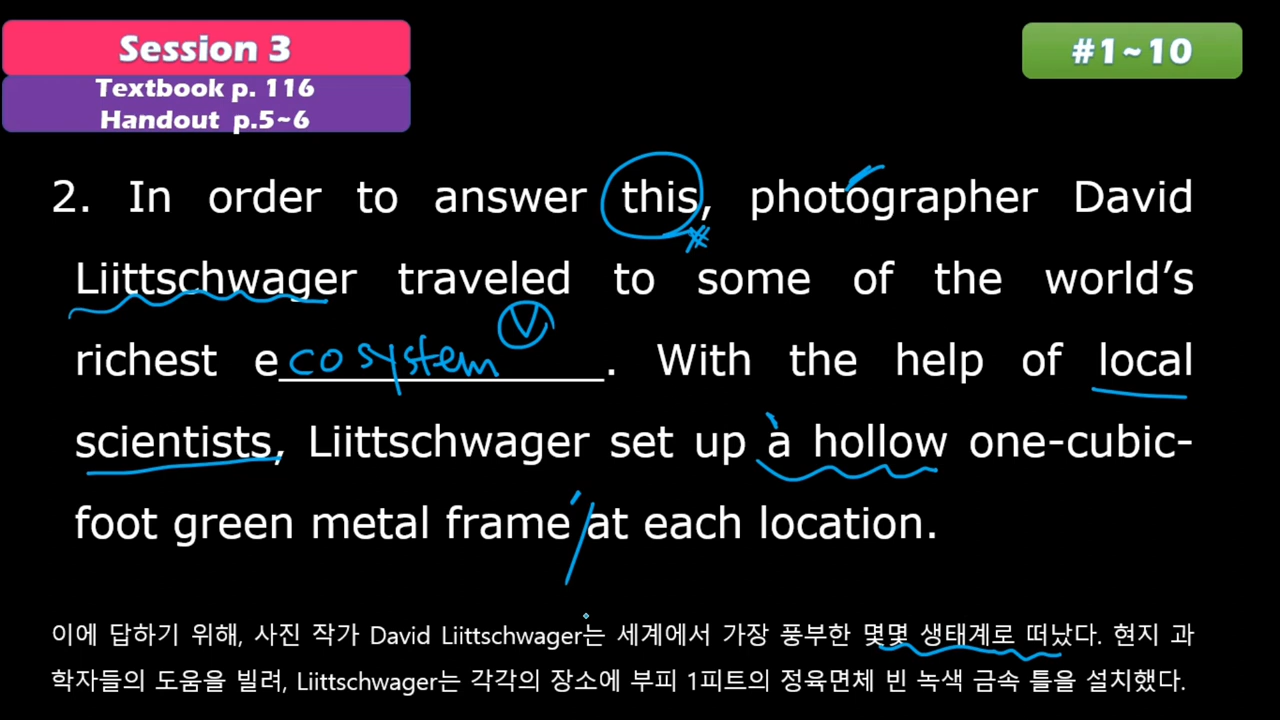 Session 3
Textbook p. 116
Handout p.5~6
#1~10
2. In order to answer this, photographer David
Liittschwager traveled to some of the world's
richest ecosystem. With the help of local
scientists, Liittschwager set up a hollow one-cubic-
foot green metal frame at each location.
이에 답하기 위해, 사진 작가 David Liittschwager는 세계에서 가장 풍부한 몇몇 생태계로 떠났다. 현지 과
학자들의 도움을 빌려, Liittschwager는 각각의 장소에 부피 1피트의 정육면체 빈 녹색 금속 틀을 설치했다.